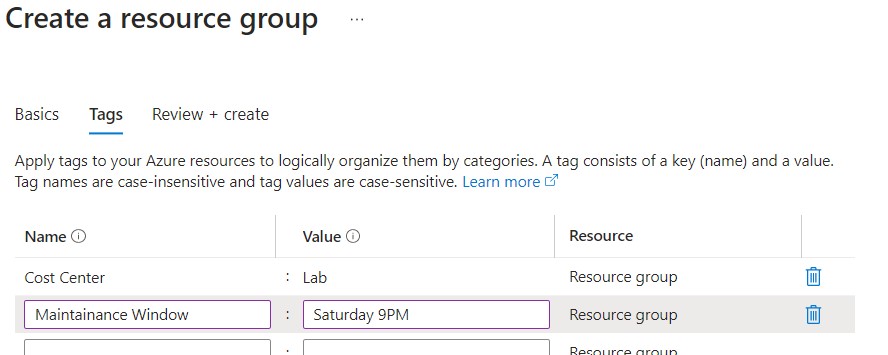 Create a resource group ...
Basics Tags Review + create
Apply tags to your Azure resources to logically organize them by categories. A tag consists of a key (name) and a value.
Tag names are case-insensitive and tag values are case-sensitive. Learn more
Name Value Resource
Cost Center : Lab Resource group
Maintainance Window : Saturday 9PM Resource group
: Resource group